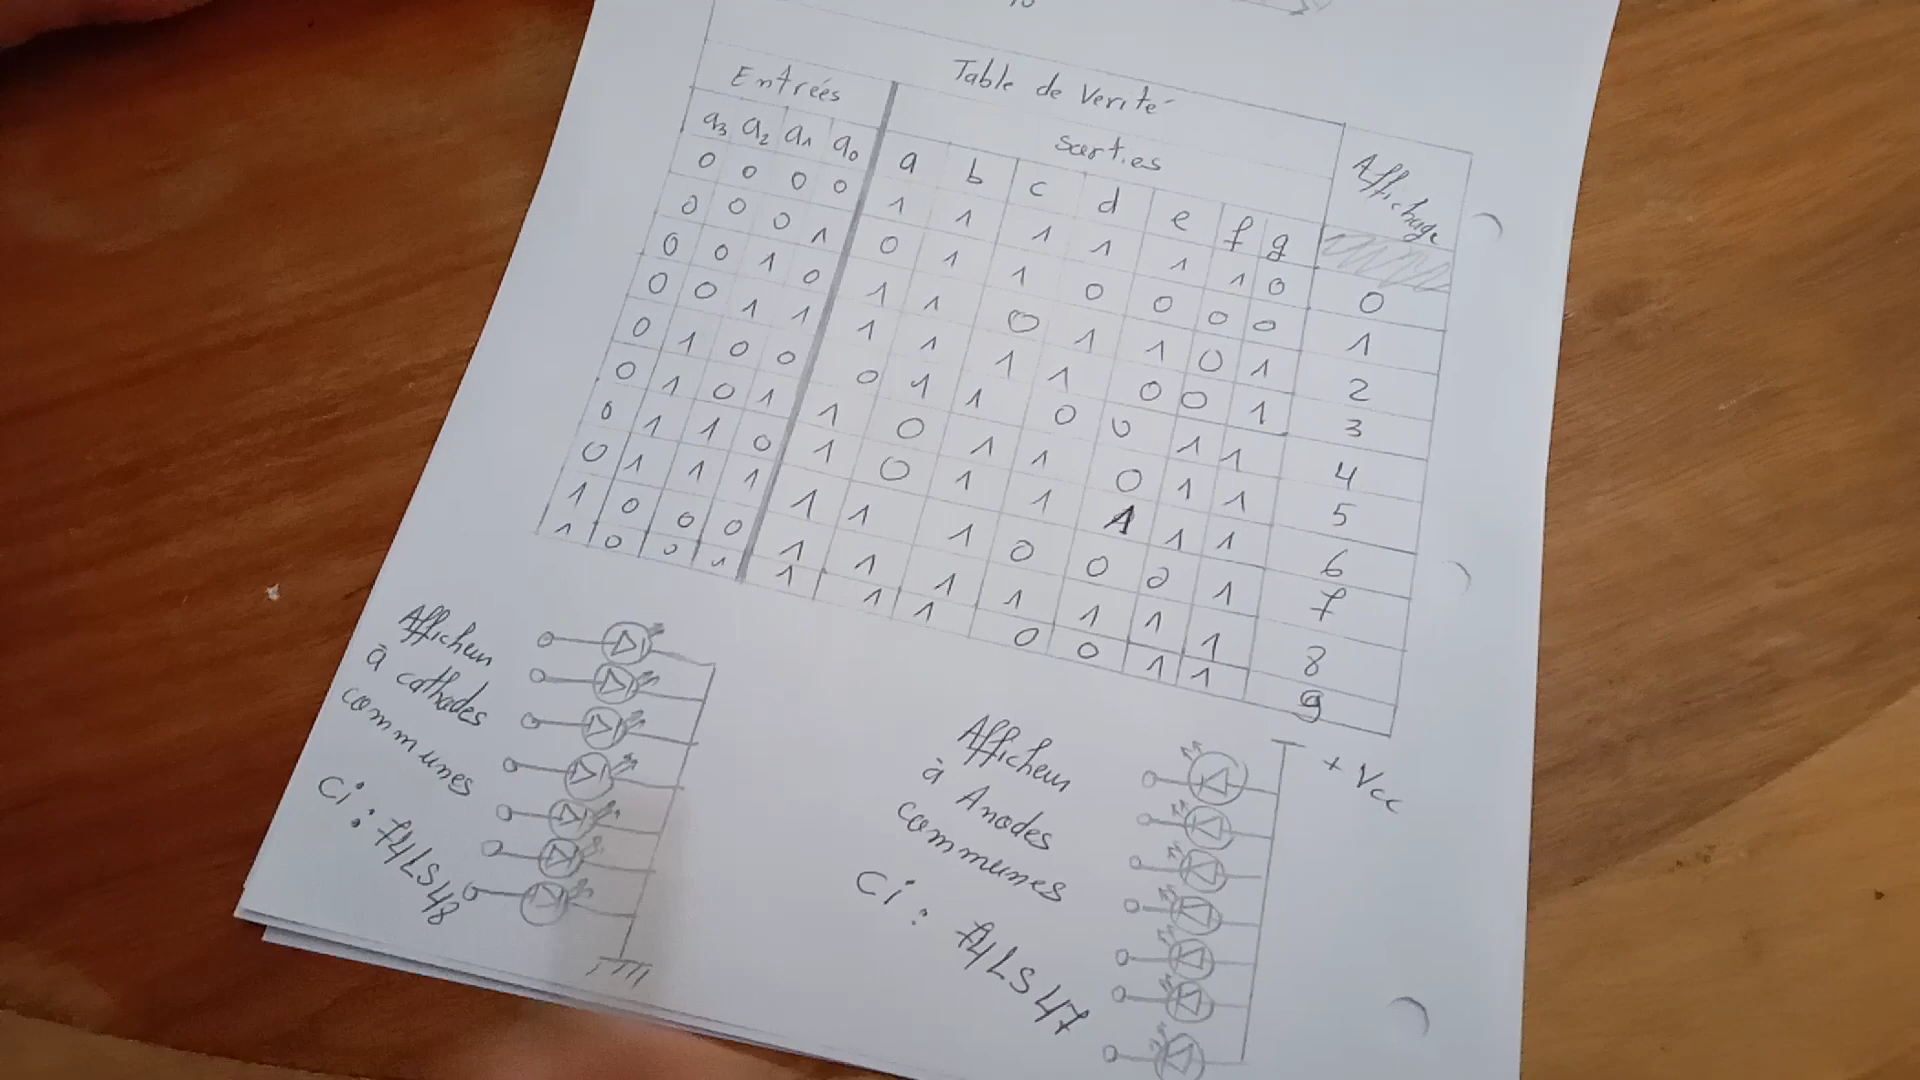 Table de Verité
Entrées sorties Affichage
a3 a2 a1 a0 a b c d e f g
0 0 0 0 1 1 1 1 1 1 0 0
0 0 0 1 0 1 1 0 0 0 0 1
0 0 1 0 1 1 0 1 1 0 1 2
0 0 1 1 1 1 1 1 0 0 1 3
0 1 0 0 0 1 1 0 0 1 1 4
0 1 0 1 1 0 1 1 0 1 1 5
0 1 1 0 1 0 1 1 1 1 1 6
0 1 1 1 1 1 1 0 0 0 1 7
1 0 0 0 1 1 1 1 1 1 1 8
1 0 0 1 1 1 1 0 0 1 1 9
Afficheur
à cathodes
communes
Ci : 74LS48
Afficheur
à Anodes
communes
Ci : 74LS47
+ Vcc